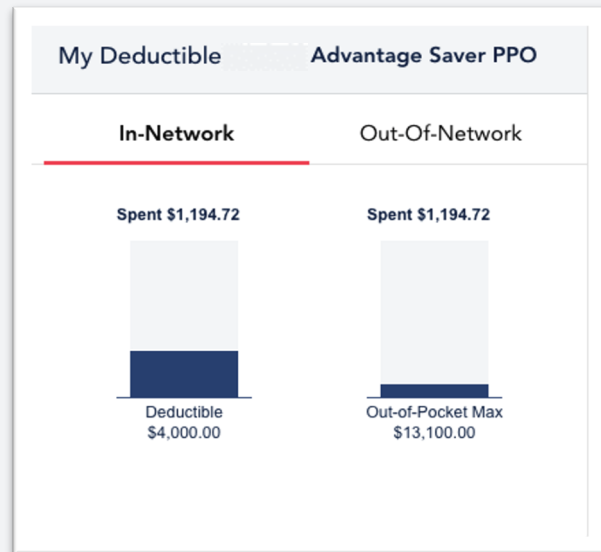 My Deductible Advantage Saver PPO
In-Network Out-Of-Network
Spent $1,194.72 Spent $1,194.72
Deductible Out-of-Pocket Max
$4,000.00 $13,100.00